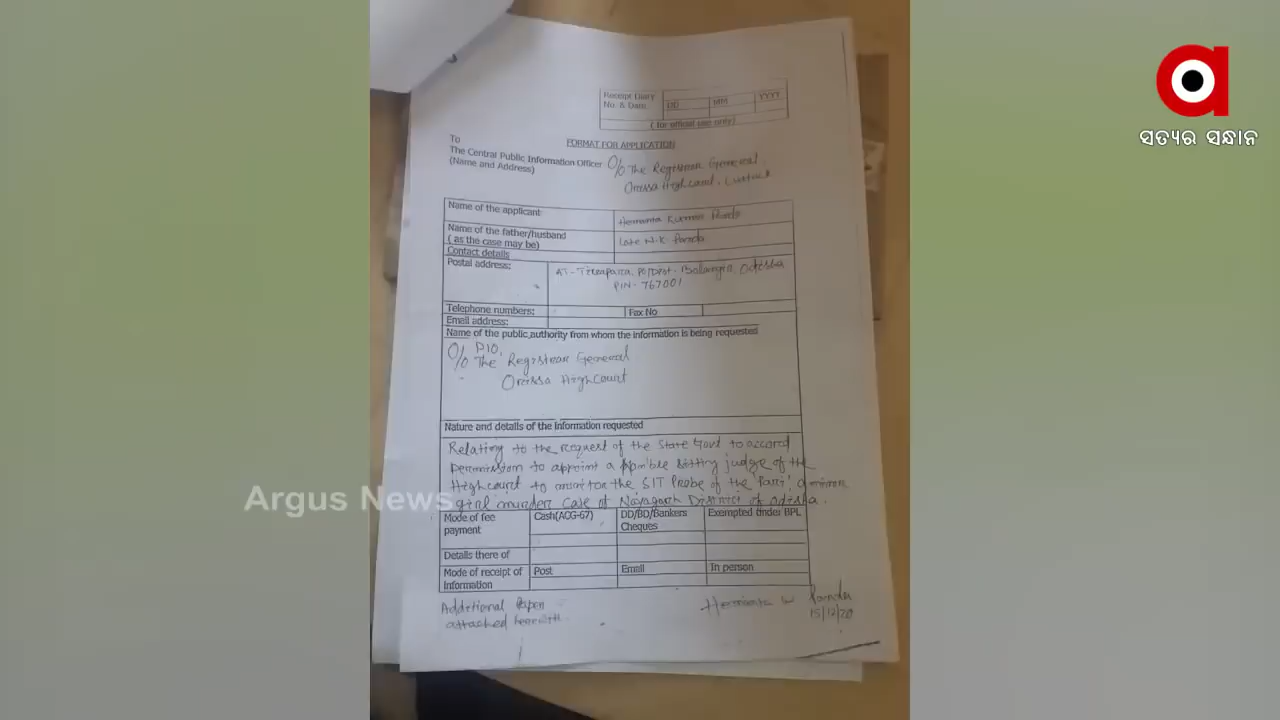 ସତ୍ୟର ସନ୍ଧାନ
Receipt Diary
No. & Date
DD MM YYYY
( for official use only)
FORMAT FOR APPLICATION
To
The Central Public Information Officer
(Name and Address)
O/o The Registrar General
Orissa High Court, Cuttack
Name of the applicant
Hemanta Kumar Panda
Name of the father/husband
( as the case may be)
Late N.K. Panda
Contact details
Postal address:
PO/Dist - Balangir, Odisha
PIN - 767001
Telephone numbers:
Fax No
Email address:
Name of the public authority from whom the information is being requested
PIO,
O/o The Registrar General
Orissa High Court
Nature and details of the information requested
Relating to the request of the State Govt to accord
permission to appoint a sitting judge of the
High court to monitor the SIT Probe of the Pari, a minor
girl murder case of Nayagarh District of Odisha.
Argus News
Mode of fee payment
Cash(ACG-67)
DD/BD/Bankers Cheques
Exempted under BPL
Details there of
Mode of receipt of Information
Post
Email
In person
Additional Paper
attached herewith.
Hemanta Panda
15/12/20